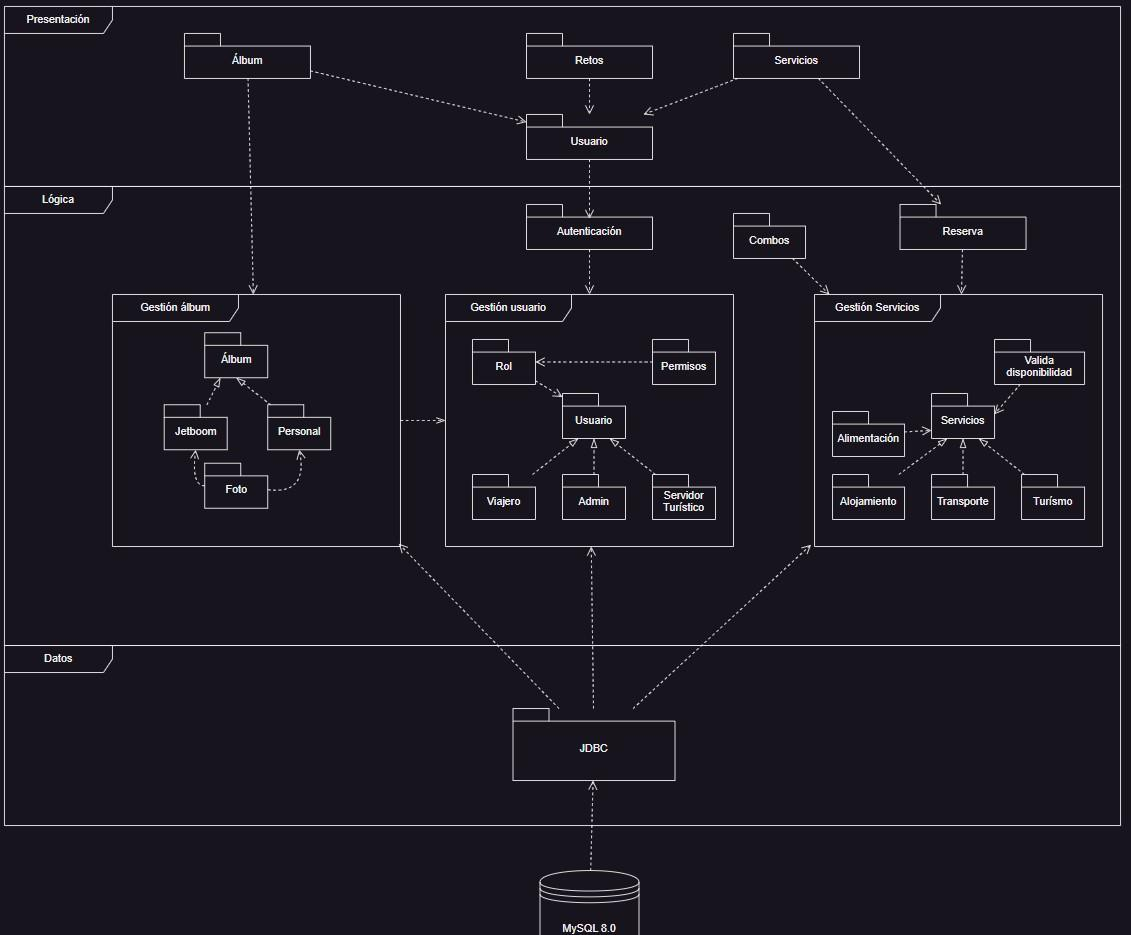 Presentación
Álbum
Retos
Servicios
Usuario
Lógica
Autenticación
Combos
Reserva
Gestión álbum
Gestión usuario
Gestión Servicios
Álbum
Jetboom
Personal
Foto
Rol
Permisos
Usuario
Viajero
Admin
Servidor
Turístico
Valida
disponibilidad
Servicios
Alimentación
Alojamiento
Transporte
Turísmo
Datos
JDBC
MySQL 8.0